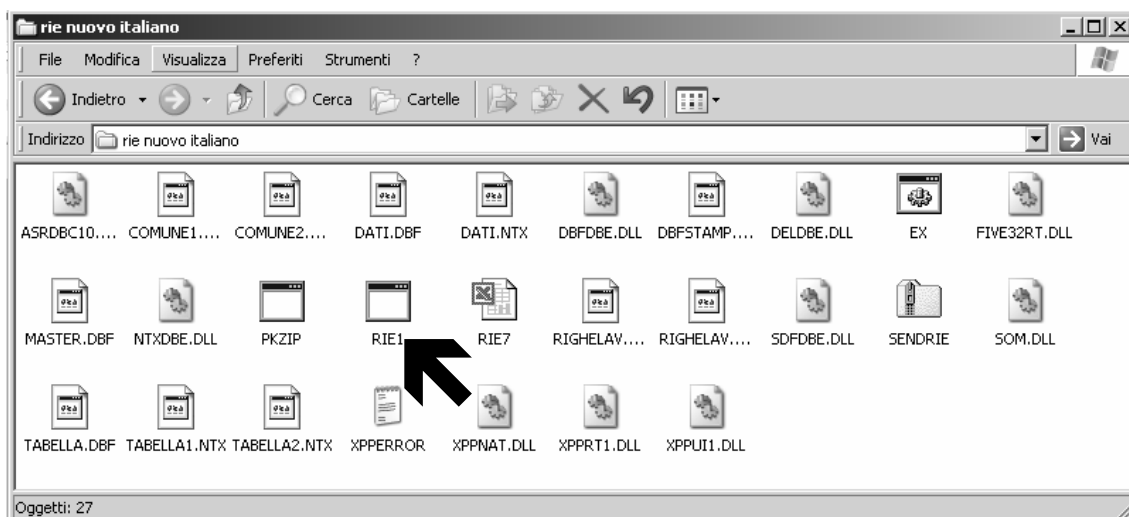 rie nuovo italiano
File Modifica Visualizza Preferiti Strumenti ?
Indietro Cerca Cartelle
Indirizzo rie nuovo italiano Vai
ASRDBC10.... COMUNE1.... COMUNE2.... DATI.DBF DATI.NTX DBFDBE.DLL DBFSTAMP.... DELDBE.DLL EX FIVE32RT.DLL
MASTER.DBF NTXDBE.DLL PKZIP RIE1 RIE7 RIGHELAV.... RIGHELAV.... SDFDBE.DLL SENDRIE SOM.DLL
TABELLA.DBF TABELLA1.NTX TABELLA2.NTX XPPERROR XPPNAT.DLL XPPRT1.DLL XPPUI1.DLL
Oggetti: 27